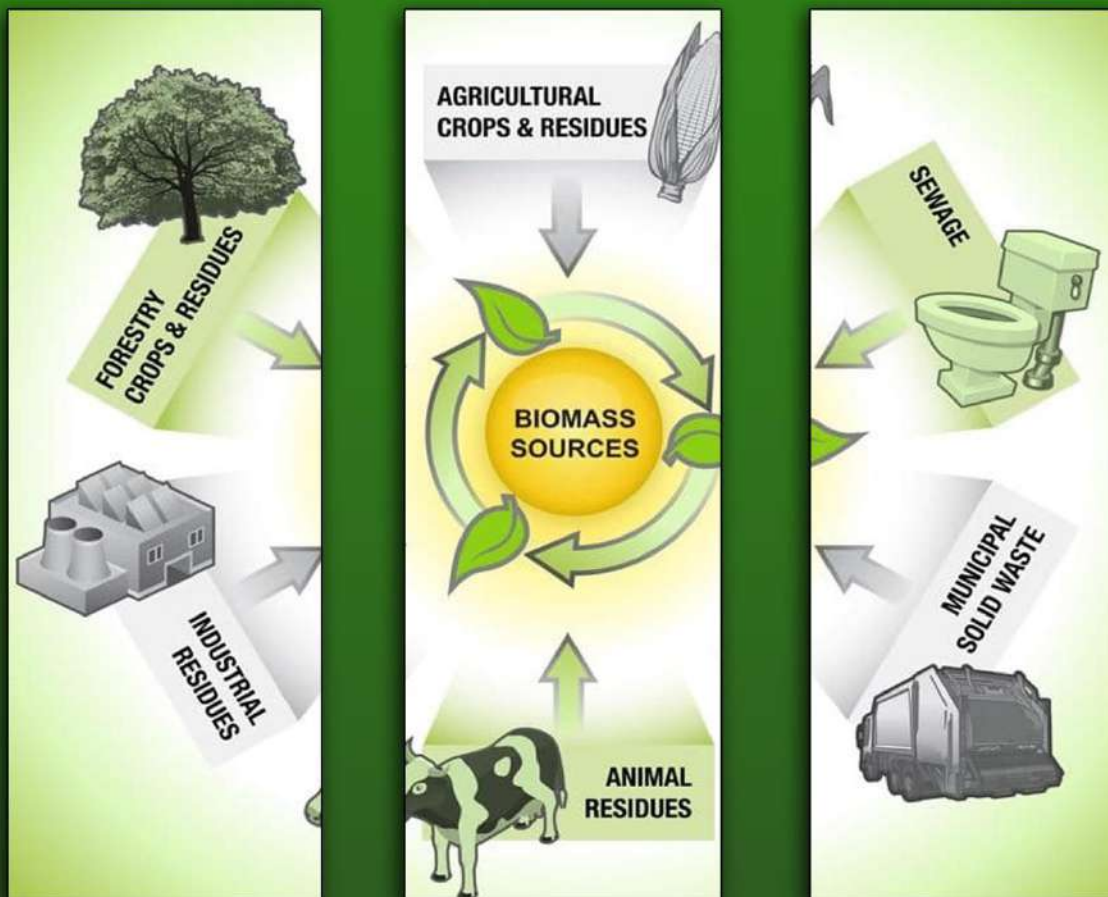 FORESTRY
CROPS & RESIDUES
INDUSTRIAL
RESIDUES
AGRICULTURAL
CROPS & RESIDUES
BIOMASS
SOURCES
ANIMAL
RESIDUES
SEWAGE
MUNICIPAL
SOLID WASTE